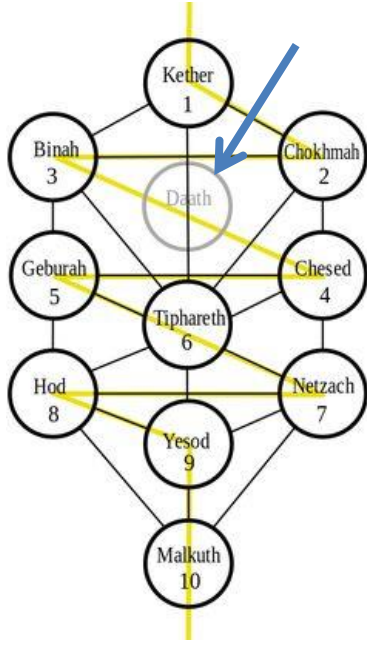 Kether
1
Binah
3
Chokhmah
2
Daath
Geburah
5
Chesed
4
Tiphareth
6
Hod
8
Netzach
7
Yesod
9
Malkuth
10